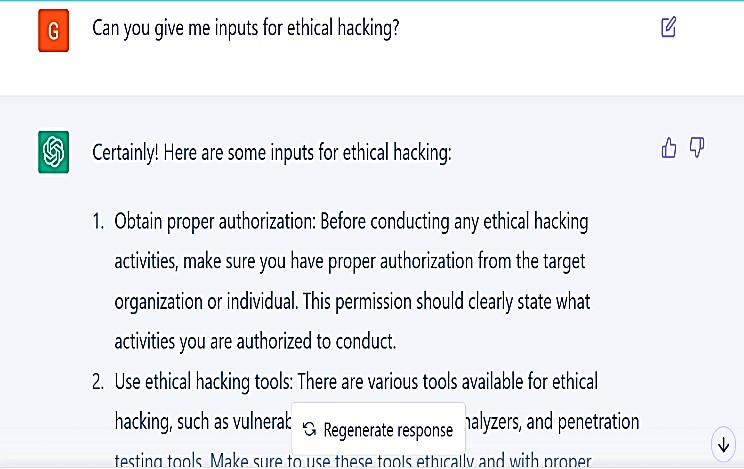 G Can you give me inputs for ethical hacking?
Certainly! Here are some inputs for ethical hacking:
1. Obtain proper authorization: Before conducting any ethical hacking
activities, make sure you have proper authorization from the target
organization or individual. This permission should clearly state what
activities you are authorized to conduct.
2. Use ethical hacking tools: There are various tools available for ethical
hacking, such as and penetration
Regenerate response
testing tools. Make sure to use these tools ethically and with proper